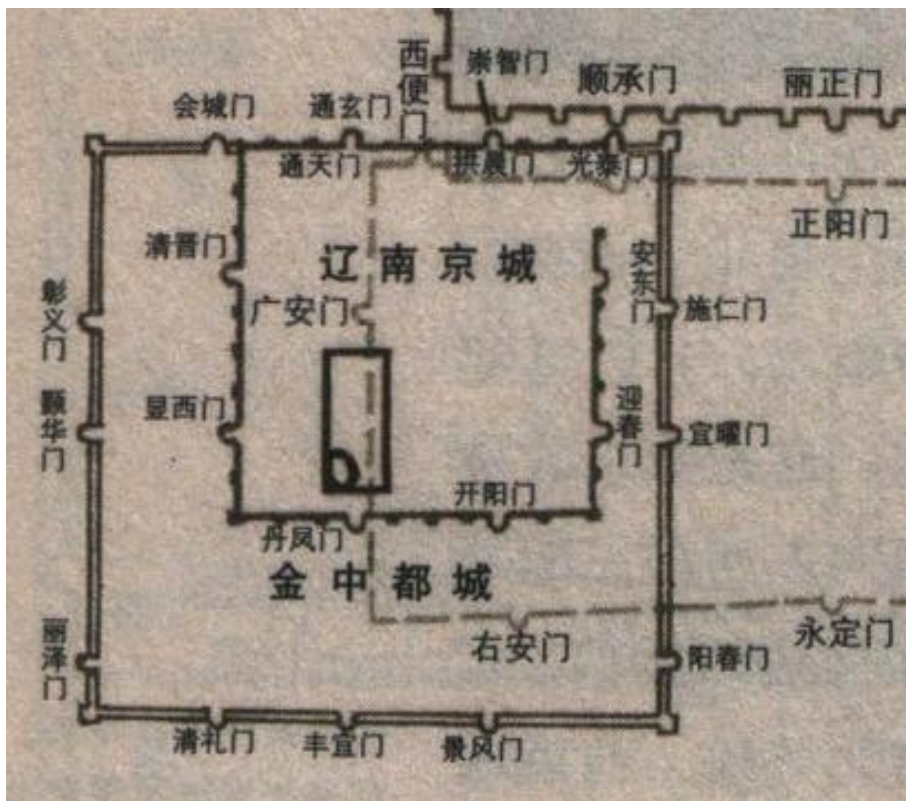 西便门
崇智门
顺承门
丽正门
会城门
通玄门
通天门
拱晨门
光泰门
正阳门
清晋门
辽南京城
安东门
广安门
施仁门
彰义门
显西门
颢华门
迎春门
宣曜门
开阳门
丹凤门
金中都城
右安门
永定门
丽泽门
阳春门
清礼门
丰宜门
景风门